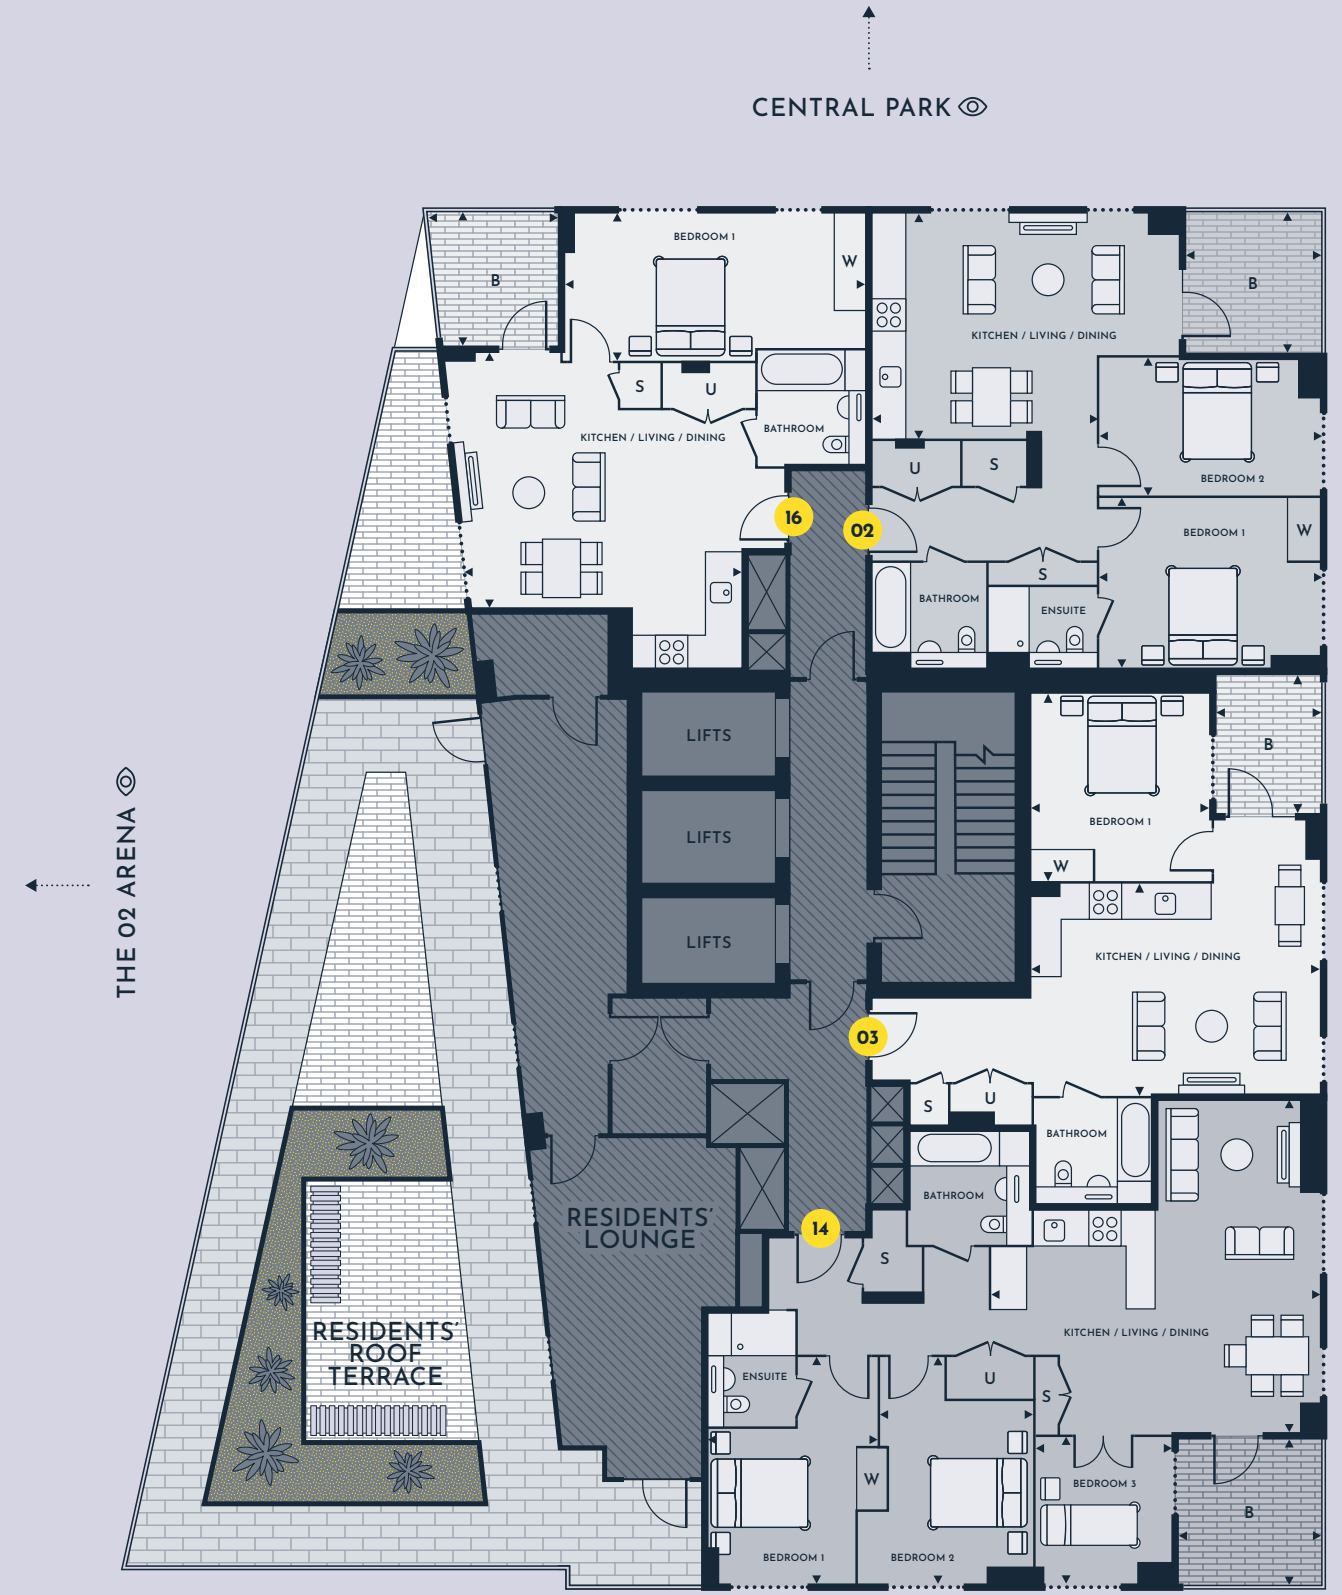 CENTRAL PARK
BEDROOM 1
W
B
KITCHEN / LIVING / DINING
B
S
U
BATHROOM
KITCHEN / LIVING / DINING
U
S
BEDROOM 2
BEDROOM 1
W
16
02
S
BATHROOM
ENSUITE
LIFTS
LIFTS
LIFTS
B
BEDROOM 1
W
KITCHEN / LIVING / DINING
THE 02 ARENA
03
S
U
BATHROOM
BATHROOM
RESIDENTS'
LOUNGE
14
S
KITCHEN / LIVING / DINING
RESIDENTS'
ROOF
TERRACE
ENSUITE
U
S
W
BEDROOM 3
B
BEDROOM 1
BEDROOM 2